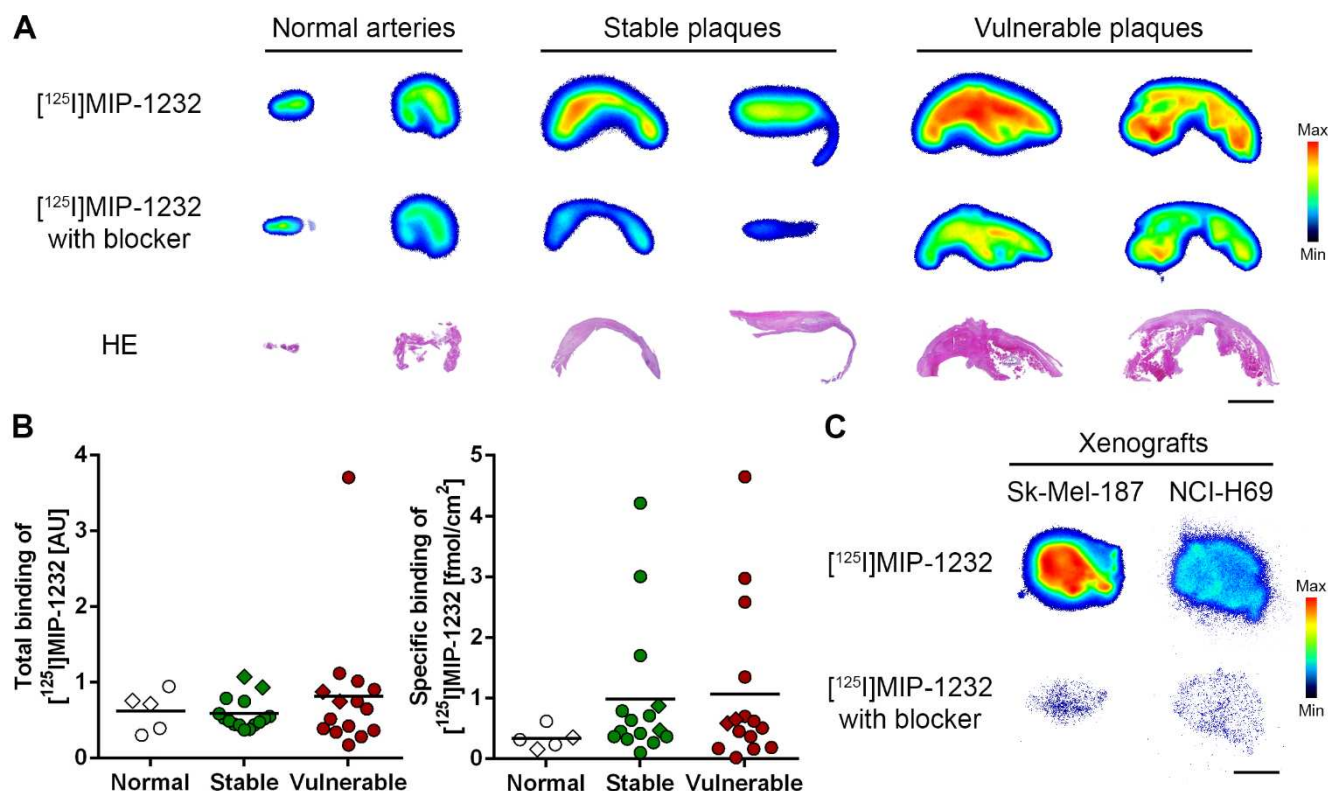 A
Normal arteries
Stable plaques
Vulnerable plaques
[¹²⁵I]MIP-1232
Max
Min
[¹²⁵I]MIP-1232
with blocker
HE
B
Total binding of
[¹²⁵I]MIP-1232 [AU]
4
3
2
1
0
Normal
Stable
Vulnerable
Specific binding of
[¹²⁵I]MIP-1232 [fmol/cm²]
5
4
3
2
1
0
Normal
Stable
Vulnerable
C
Xenografts
Sk-Mel-187
NCI-H69
[¹²⁵I]MIP-1232
Max
Min
[¹²⁵I]MIP-1232
with blocker